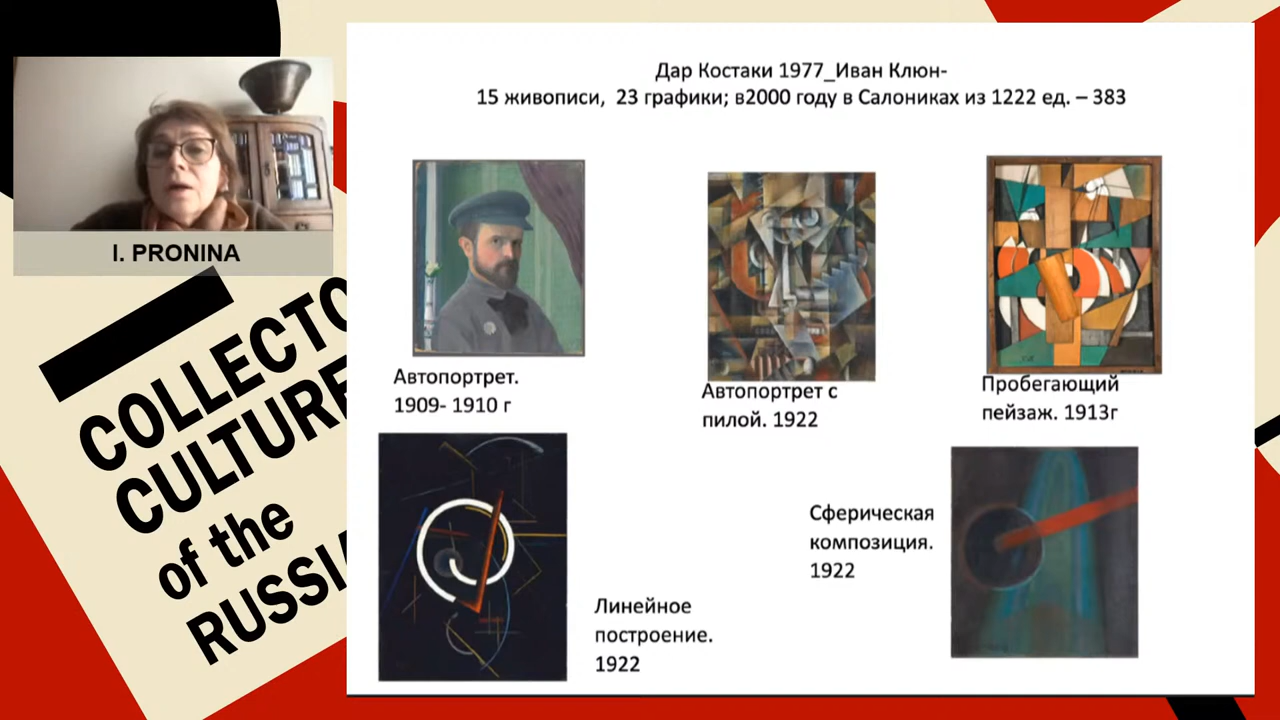 Дар Костаки 1977_Иван Клюн-
15 живописи, 23 графики; в2000 году в Салониках из 1222 ед. – 383
I. PRONINA
Автопортрет.
1909- 1910 г
Автопортрет с
пилой. 1922
Пробегающий
пейзаж. 1913г
COLLECTO
CULTURE
of the
RUSSIA
Сферическая
композиция.
1922
Линейное
построение.
1922